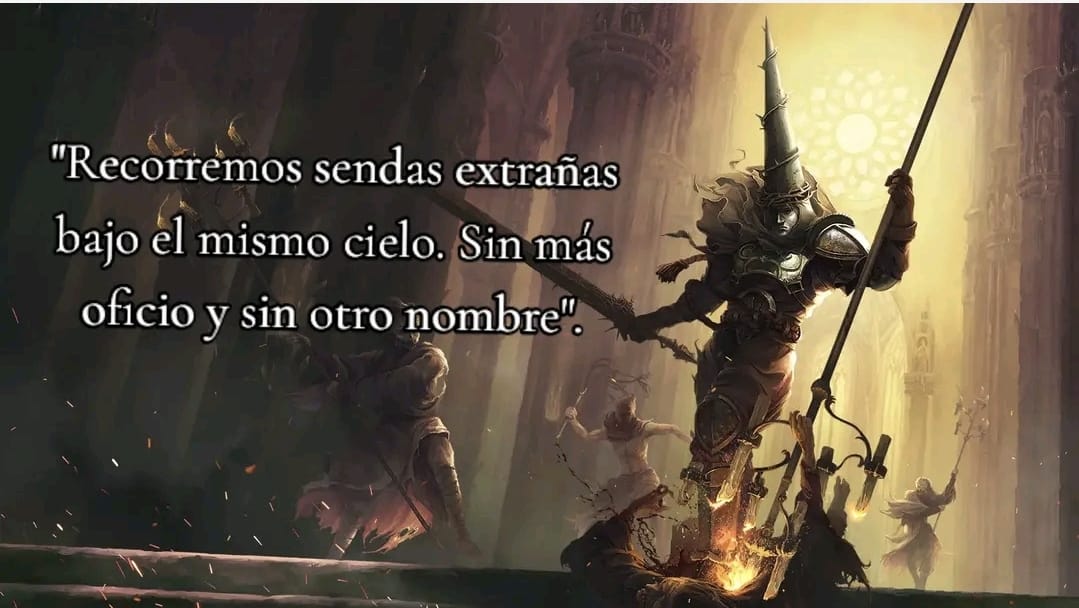 "Recorremos sendas extrañas
bajo el mismo cielo. Sin más
oficio y sin otro nombre".